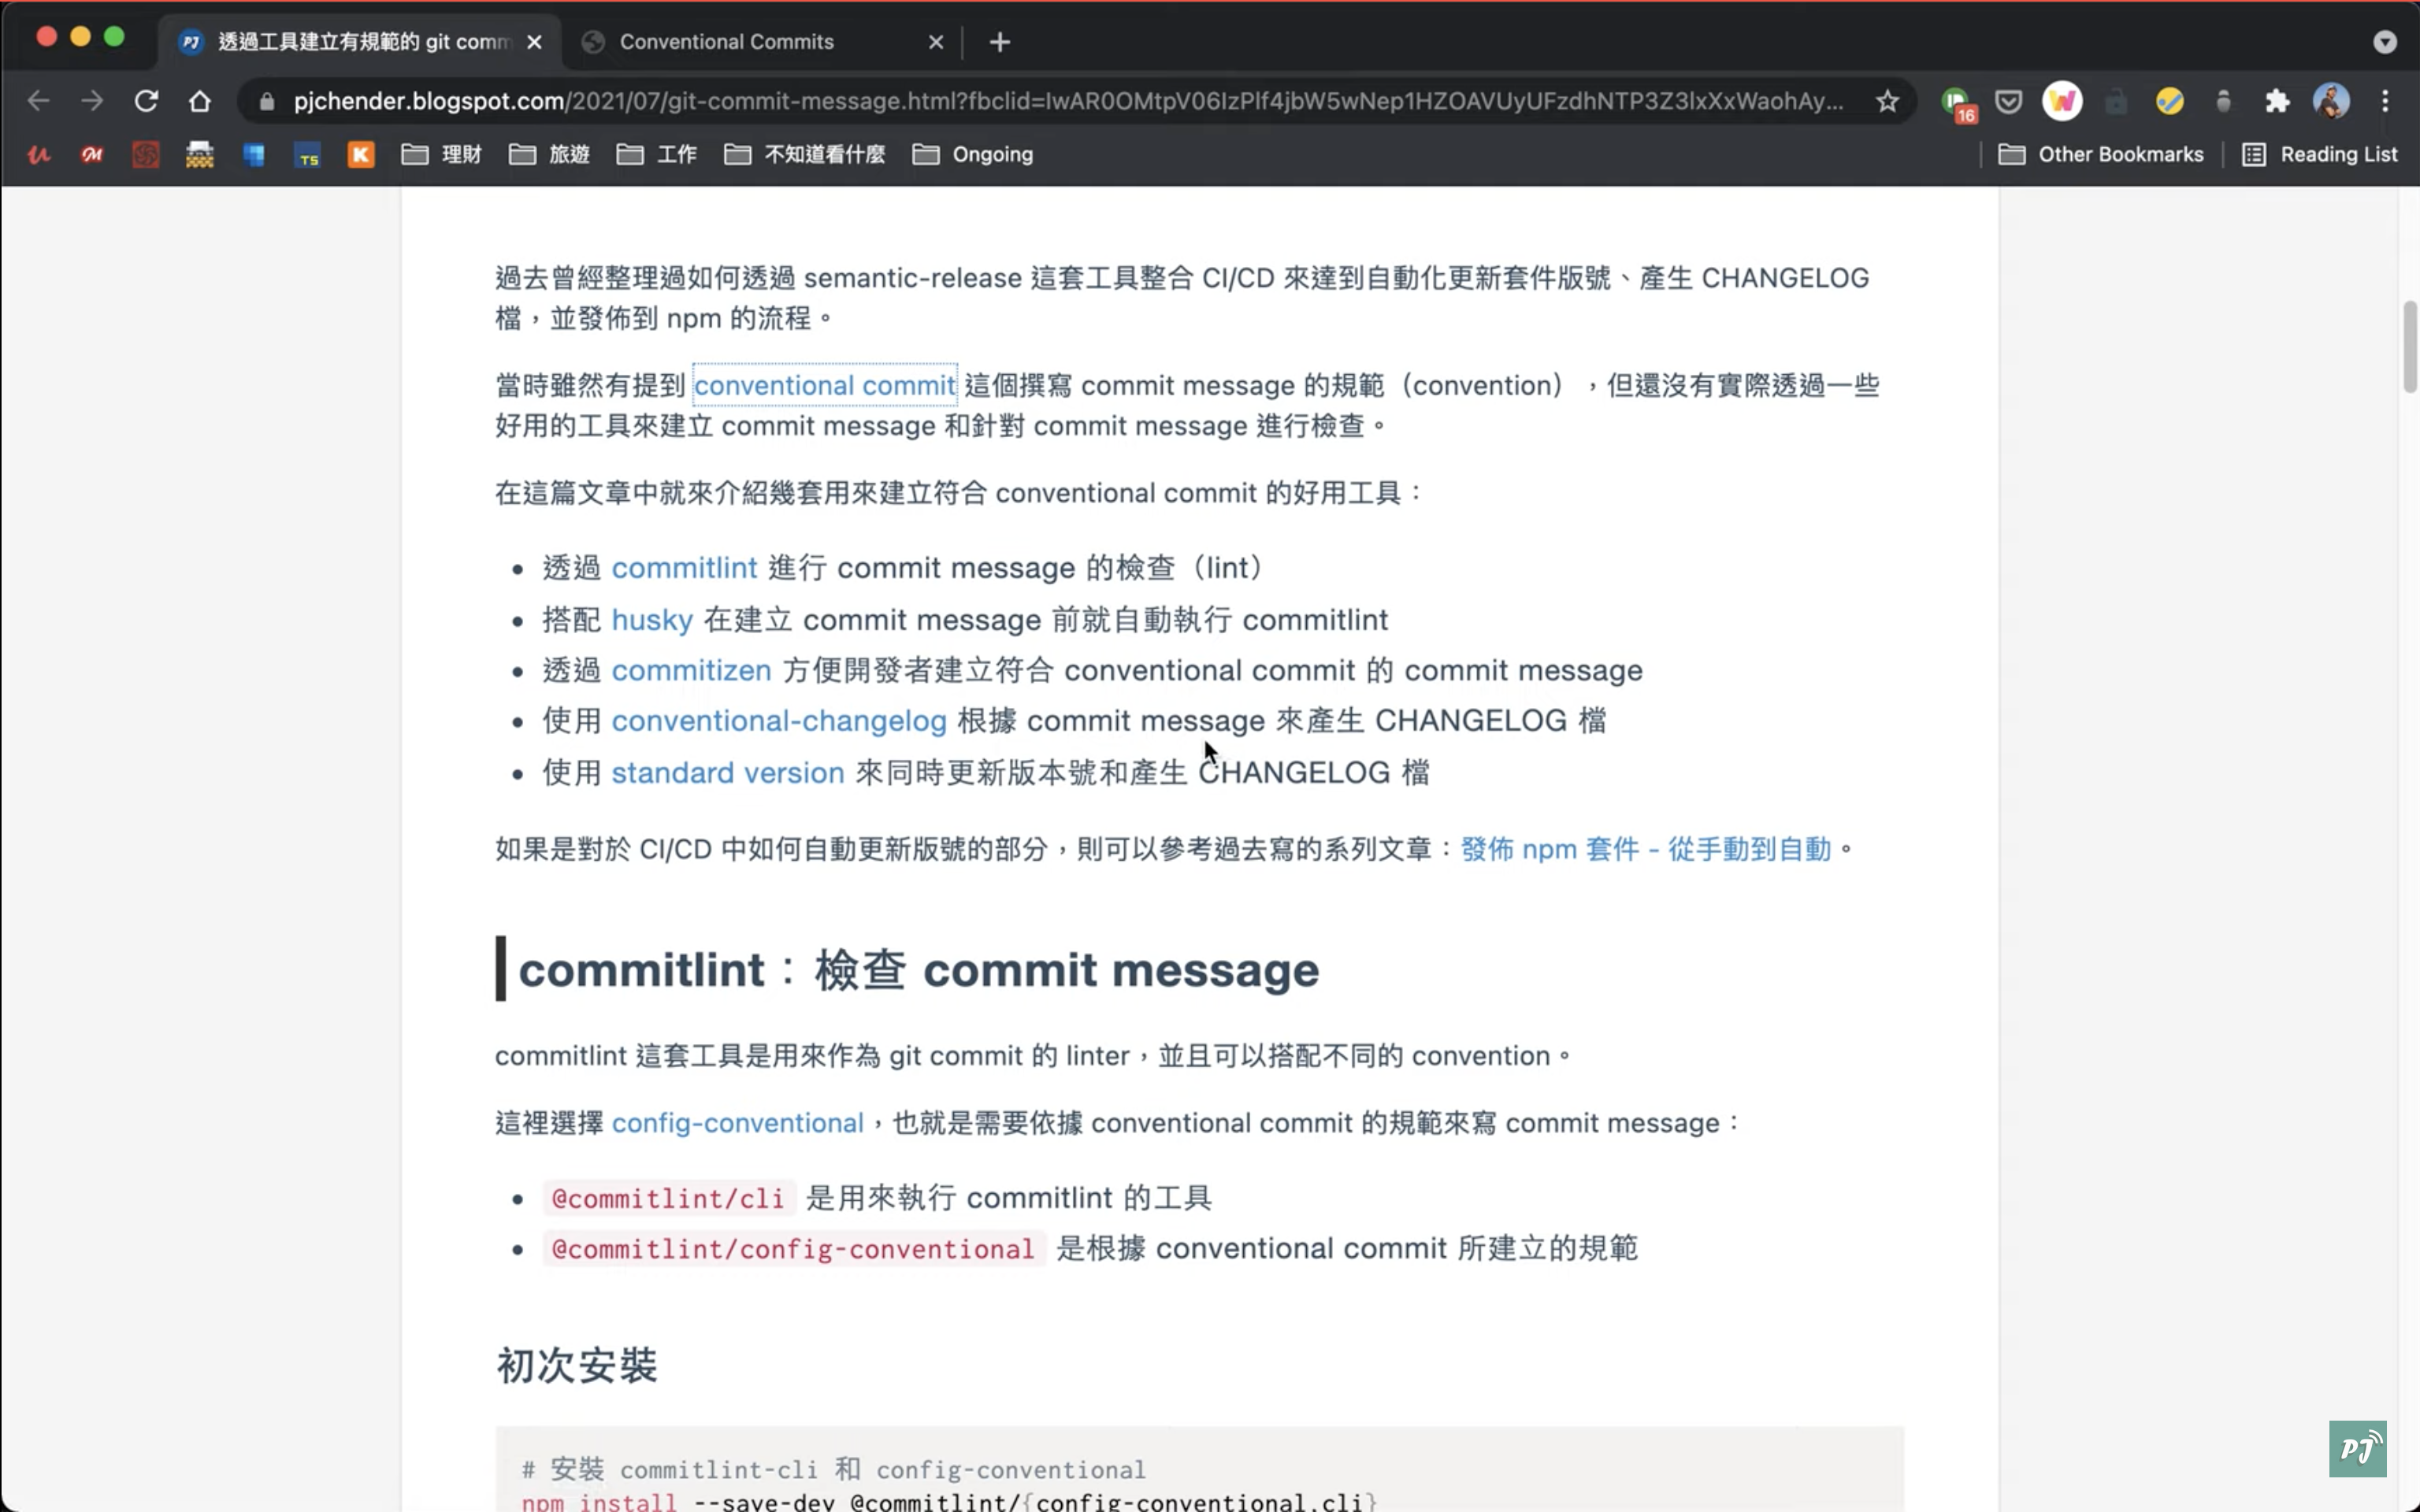 透過工具建立有規範的 git comm
Conventional Commits
pjchender.blogspot.com/2021/07/git-commit-message.html?fbclid=IwAR0OMtpV06IzPlf4jbW5wNep1HZOAVUyUFzdhNTP3Z3lxXxWaohAy...
16
TS
K
理財
旅遊
工作
不知道看什麼
Ongoing
Other Bookmarks
Reading List
過去曾經整理過如何透過 semantic-release 這套工具整合 CI/CD 來達到自動化更新套件版號、產生 CHANGELOG
檔，並發佈到 npm 的流程。
當時雖然有提到 conventional commit 這個撰寫 commit message 的規範（convention），但還沒有實際透過一些
好用的工具來建立 commit message 和針對 commit message 進行檢查。
在這篇文章中就來介紹幾套用來建立符合 conventional commit 的好用工具：
• 透過 commitlint 進行 commit message 的檢查（lint）
• 搭配 husky 在建立 commit message 前就自動執行 commitlint
• 透過 commitizen 方便開發者建立符合 conventional commit 的 commit message
• 使用 conventional-changelog 根據 commit message 來產生 CHANGELOG 檔
• 使用 standard version 來同時更新版本號和產生 CHANGELOG 檔
如果是對於 CI/CD 中如何自動更新版號的部分，則可以參考過去寫的系列文章：發佈 npm 套件 - 從手動到自動。
commitlint：檢查 commit message
commitlint 這套工具是用來作為 git commit 的 linter，並且可以搭配不同的 convention。
這裡選擇 config-conventional，也就是需要依據 conventional commit 的規範來寫 commit message：
• @commitlint/cli 是用來執行 commitlint 的工具
• @commitlint/config-conventional 是根據 conventional commit 所建立的規範
初次安裝
# 安裝 commitlint-cli 和 config-conventional
npm install --save-dev @commitlint/{config-conventional,cli}
PJ